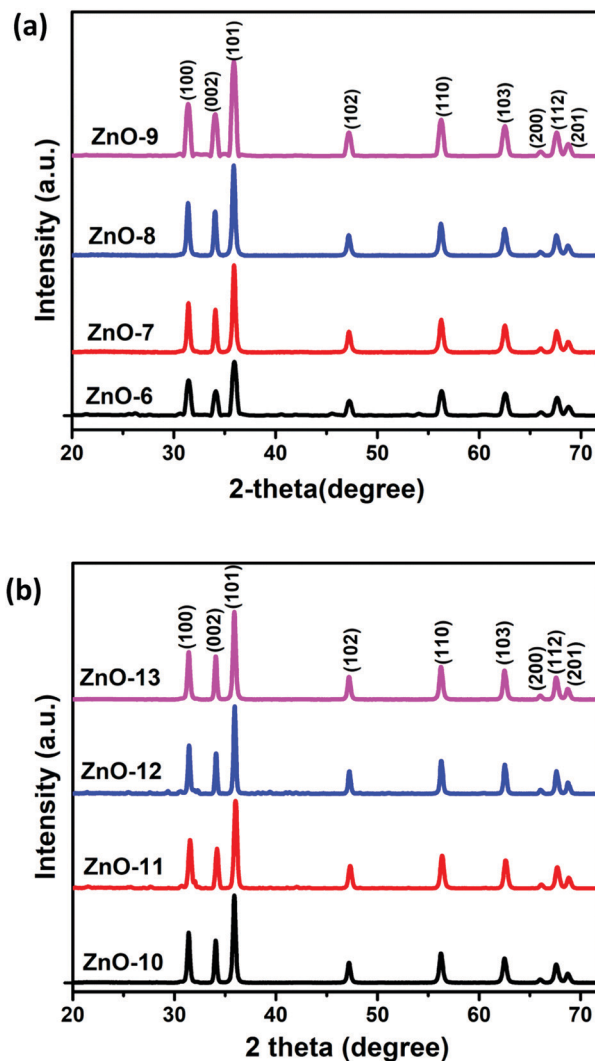 (a)
(100)
(002)
(101)
(102)
(110)
(103)
(200)
(112)
(201)
ZnO-9
ZnO-8
ZnO-7
ZnO-6
Intensity (a.u.)
20 30 40 50 60 70
2-theta(degree)
(b)
(100)
(002)
(101)
(102)
(110)
(103)
(200)
(112)
(201)
ZnO-13
ZnO-12
ZnO-11
ZnO-10
Intensity (a.u.)
20 30 40 50 60 70
2 theta (degree)